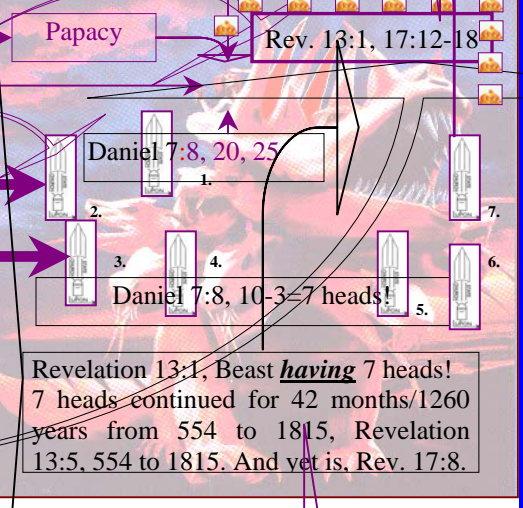 Papacy
Rev. 13:1, 17:12-18
Daniel 7:8, 20, 25
1.
2.
7.
3.
4.
6.
Daniel 7:8, 10-3=7 heads!
5.
Revelation 13:1, Beast having 7 heads!
7 heads continued for 42 months/1260
years from 554 to 1815, Revelation
13:5, 554 to 1815. And yet is, Rev. 17:8.